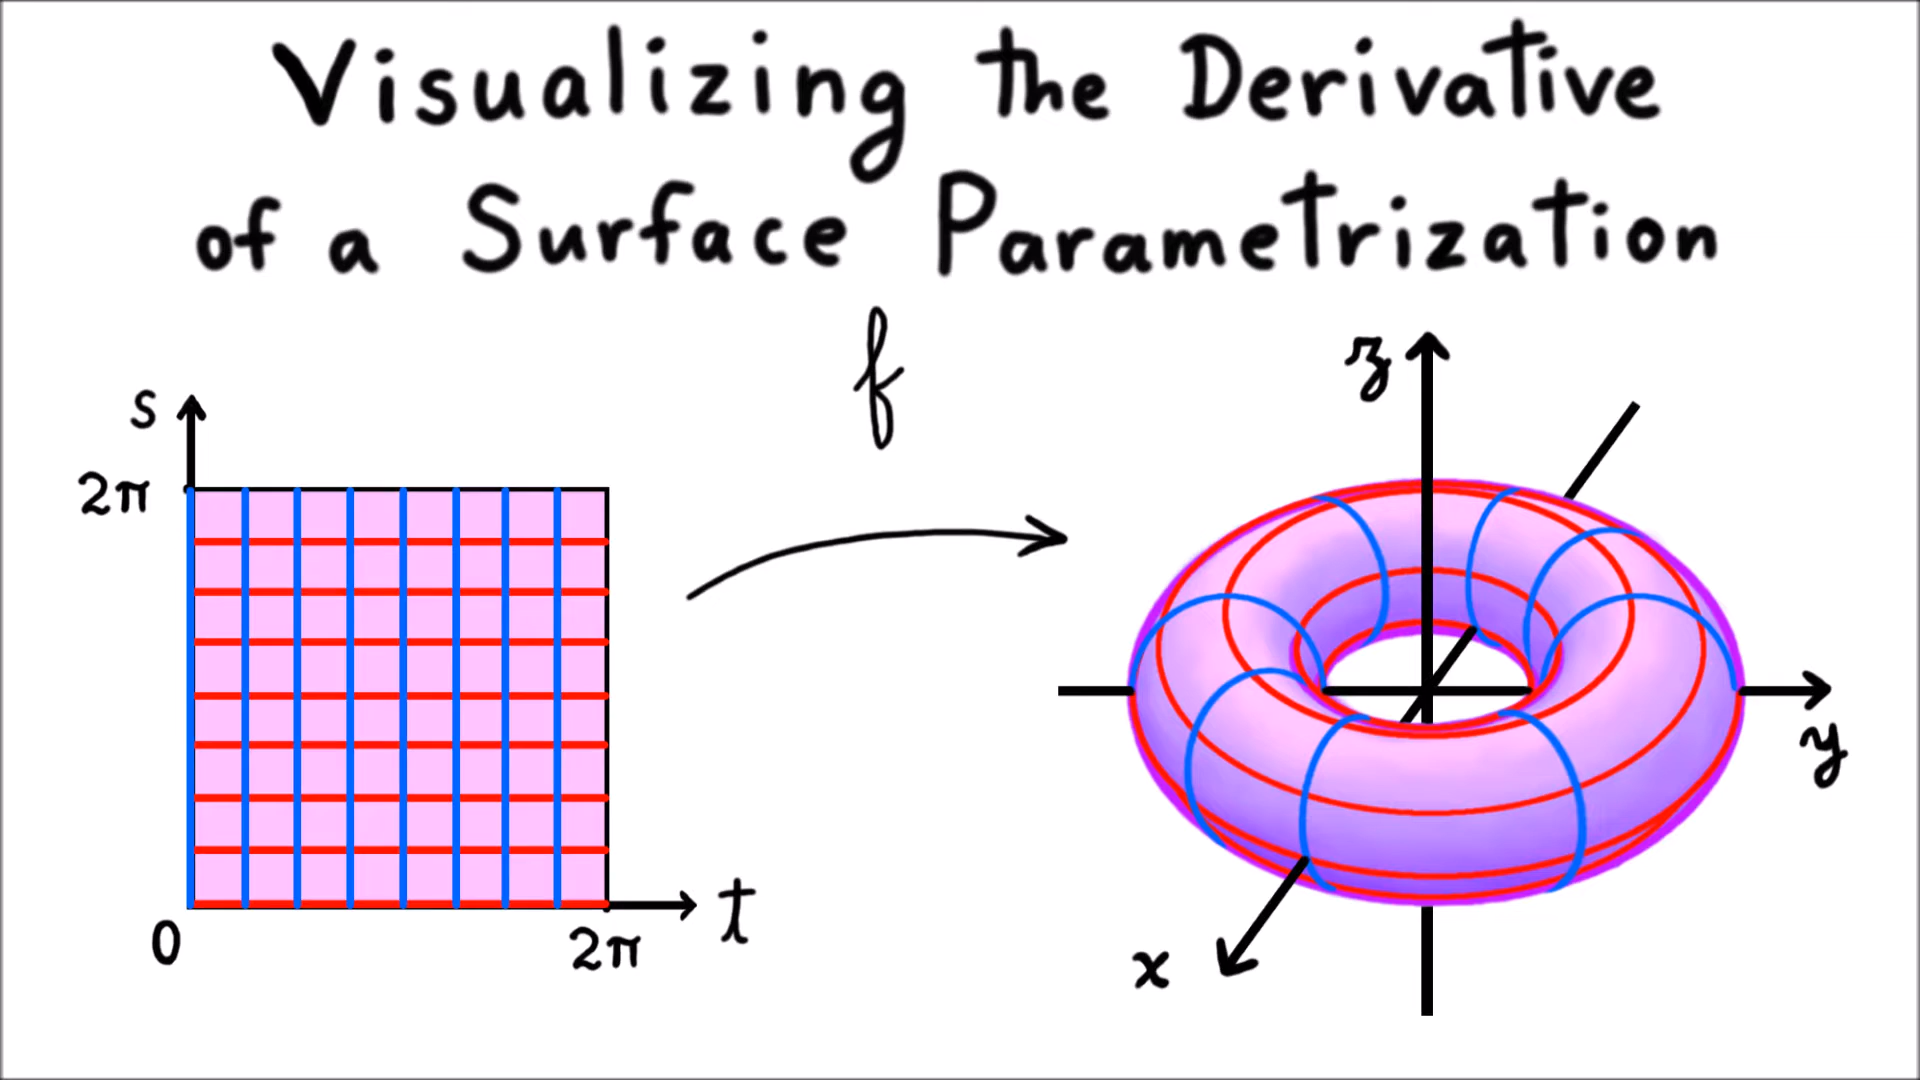 Visualizing the Derivative
of a Surface Parametrization
f
s
2π
0
2π
t
z
y
x